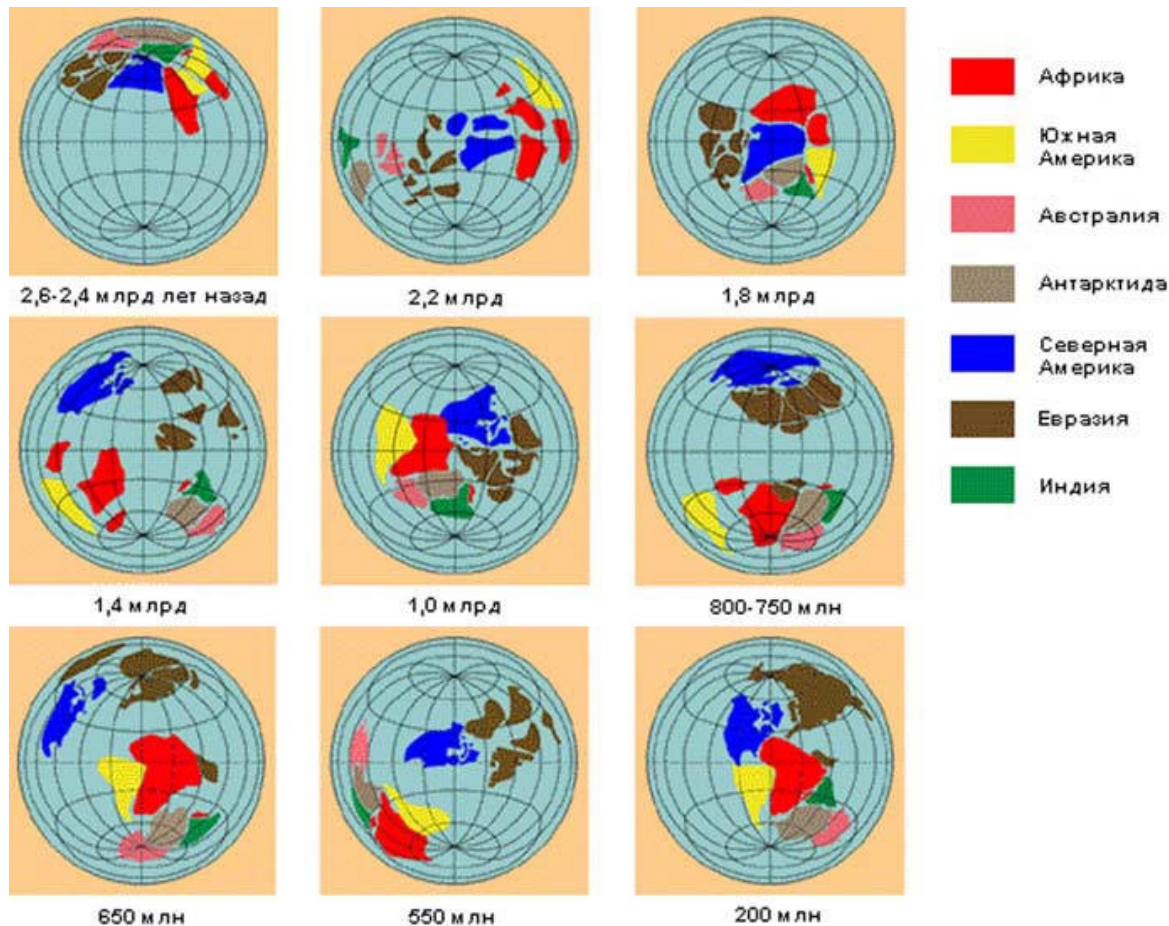 2,6-2,4 млрд лет назад
2,2 млрд
1,8 млрд
1,4 млрд
1,0 млрд
800-750 млн
650 млн
550 млн
200 млн
Африка
Южная
Америка
Австралия
Антарктида
Северная
Америка
Евразия
Индия